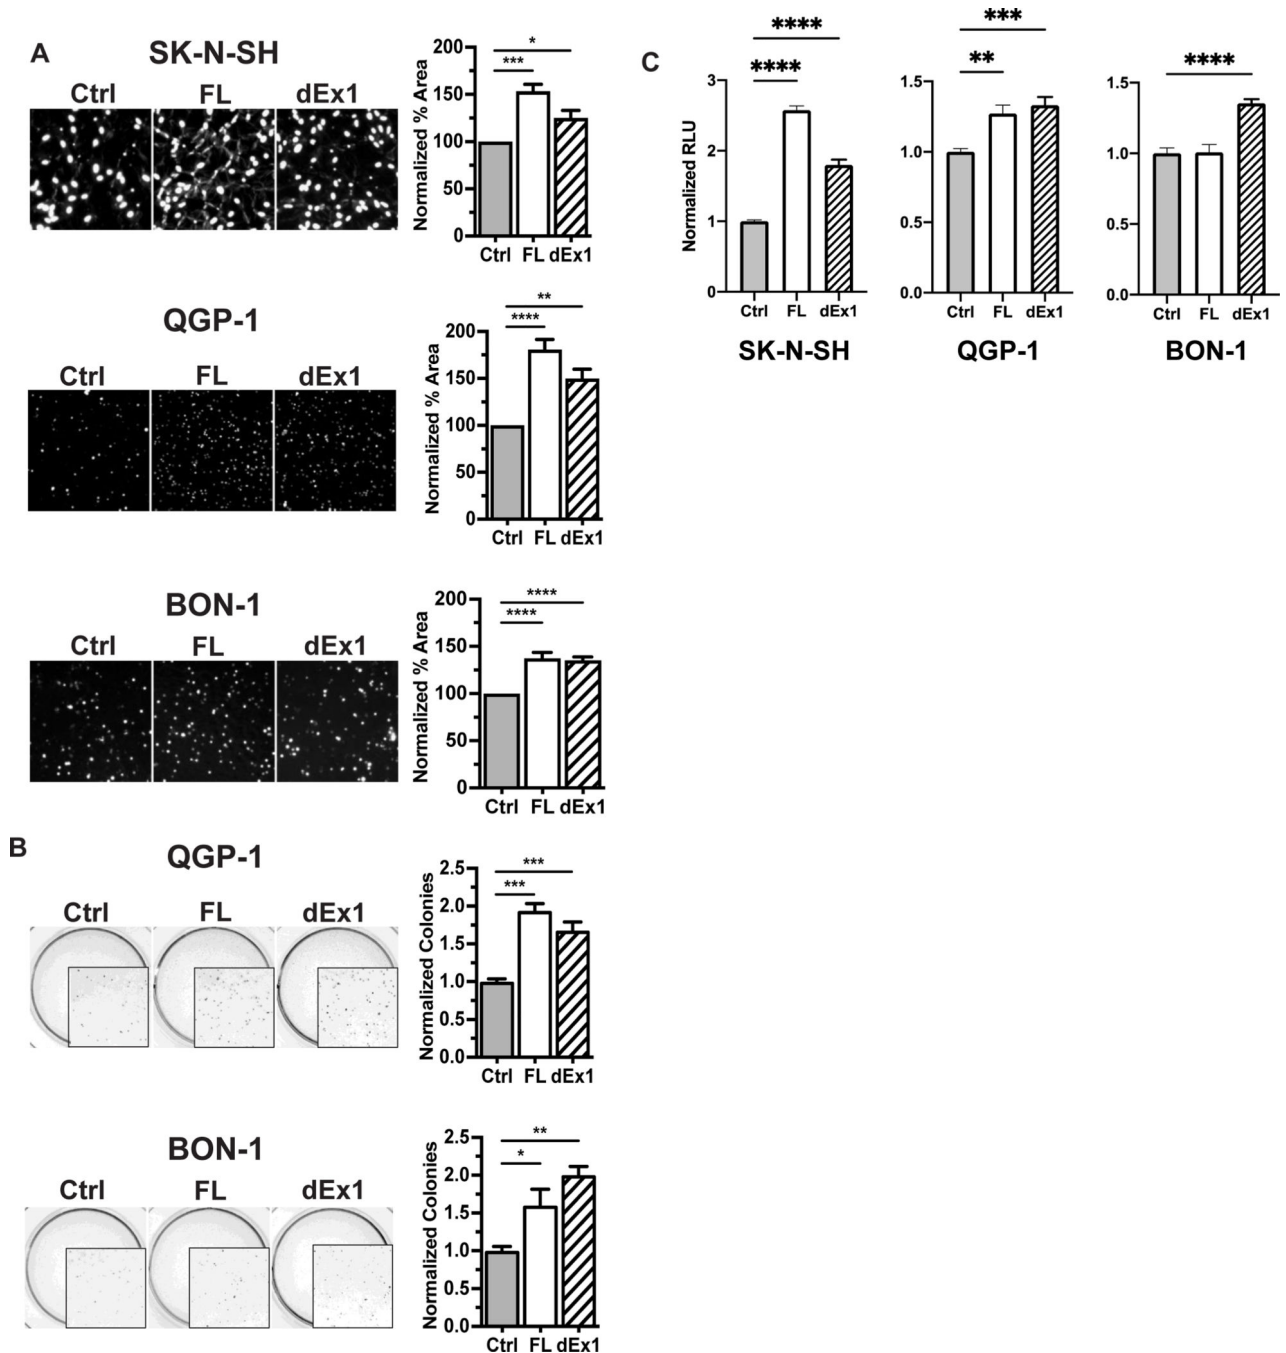 A
SK-N-SH
Ctrl FL dEx1
Normalized % Area
200
150
100
50
0
*
***
Ctrl FL dEx1
QGP-1
Ctrl FL dEx1
Normalized % Area
200
150
100
50
0
**
****
Ctrl FL dEx1
BON-1
Ctrl FL dEx1
Normalized % Area
200
150
100
50
0
****
****
Ctrl FL dEx1
B
QGP-1
Ctrl FL dEx1
Normalized Colonies
2.5
2.0
1.5
1.0
0.5
0.0
***
***
Ctrl FL dEx1
BON-1
Ctrl FL dEx1
Normalized Colonies
2.5
2.0
1.5
1.0
0.5
0.0
**
*
Ctrl FL dEx1
C
Normalized RLU
3
2
1
0
****
****
Ctrl FL dEx1
SK-N-SH
1.5
1.0
0.5
0.0
***
**
Ctrl FL dEx1
QGP-1
1.5
1.0
0.5
0.0
****
Ctrl FL dEx1
BON-1